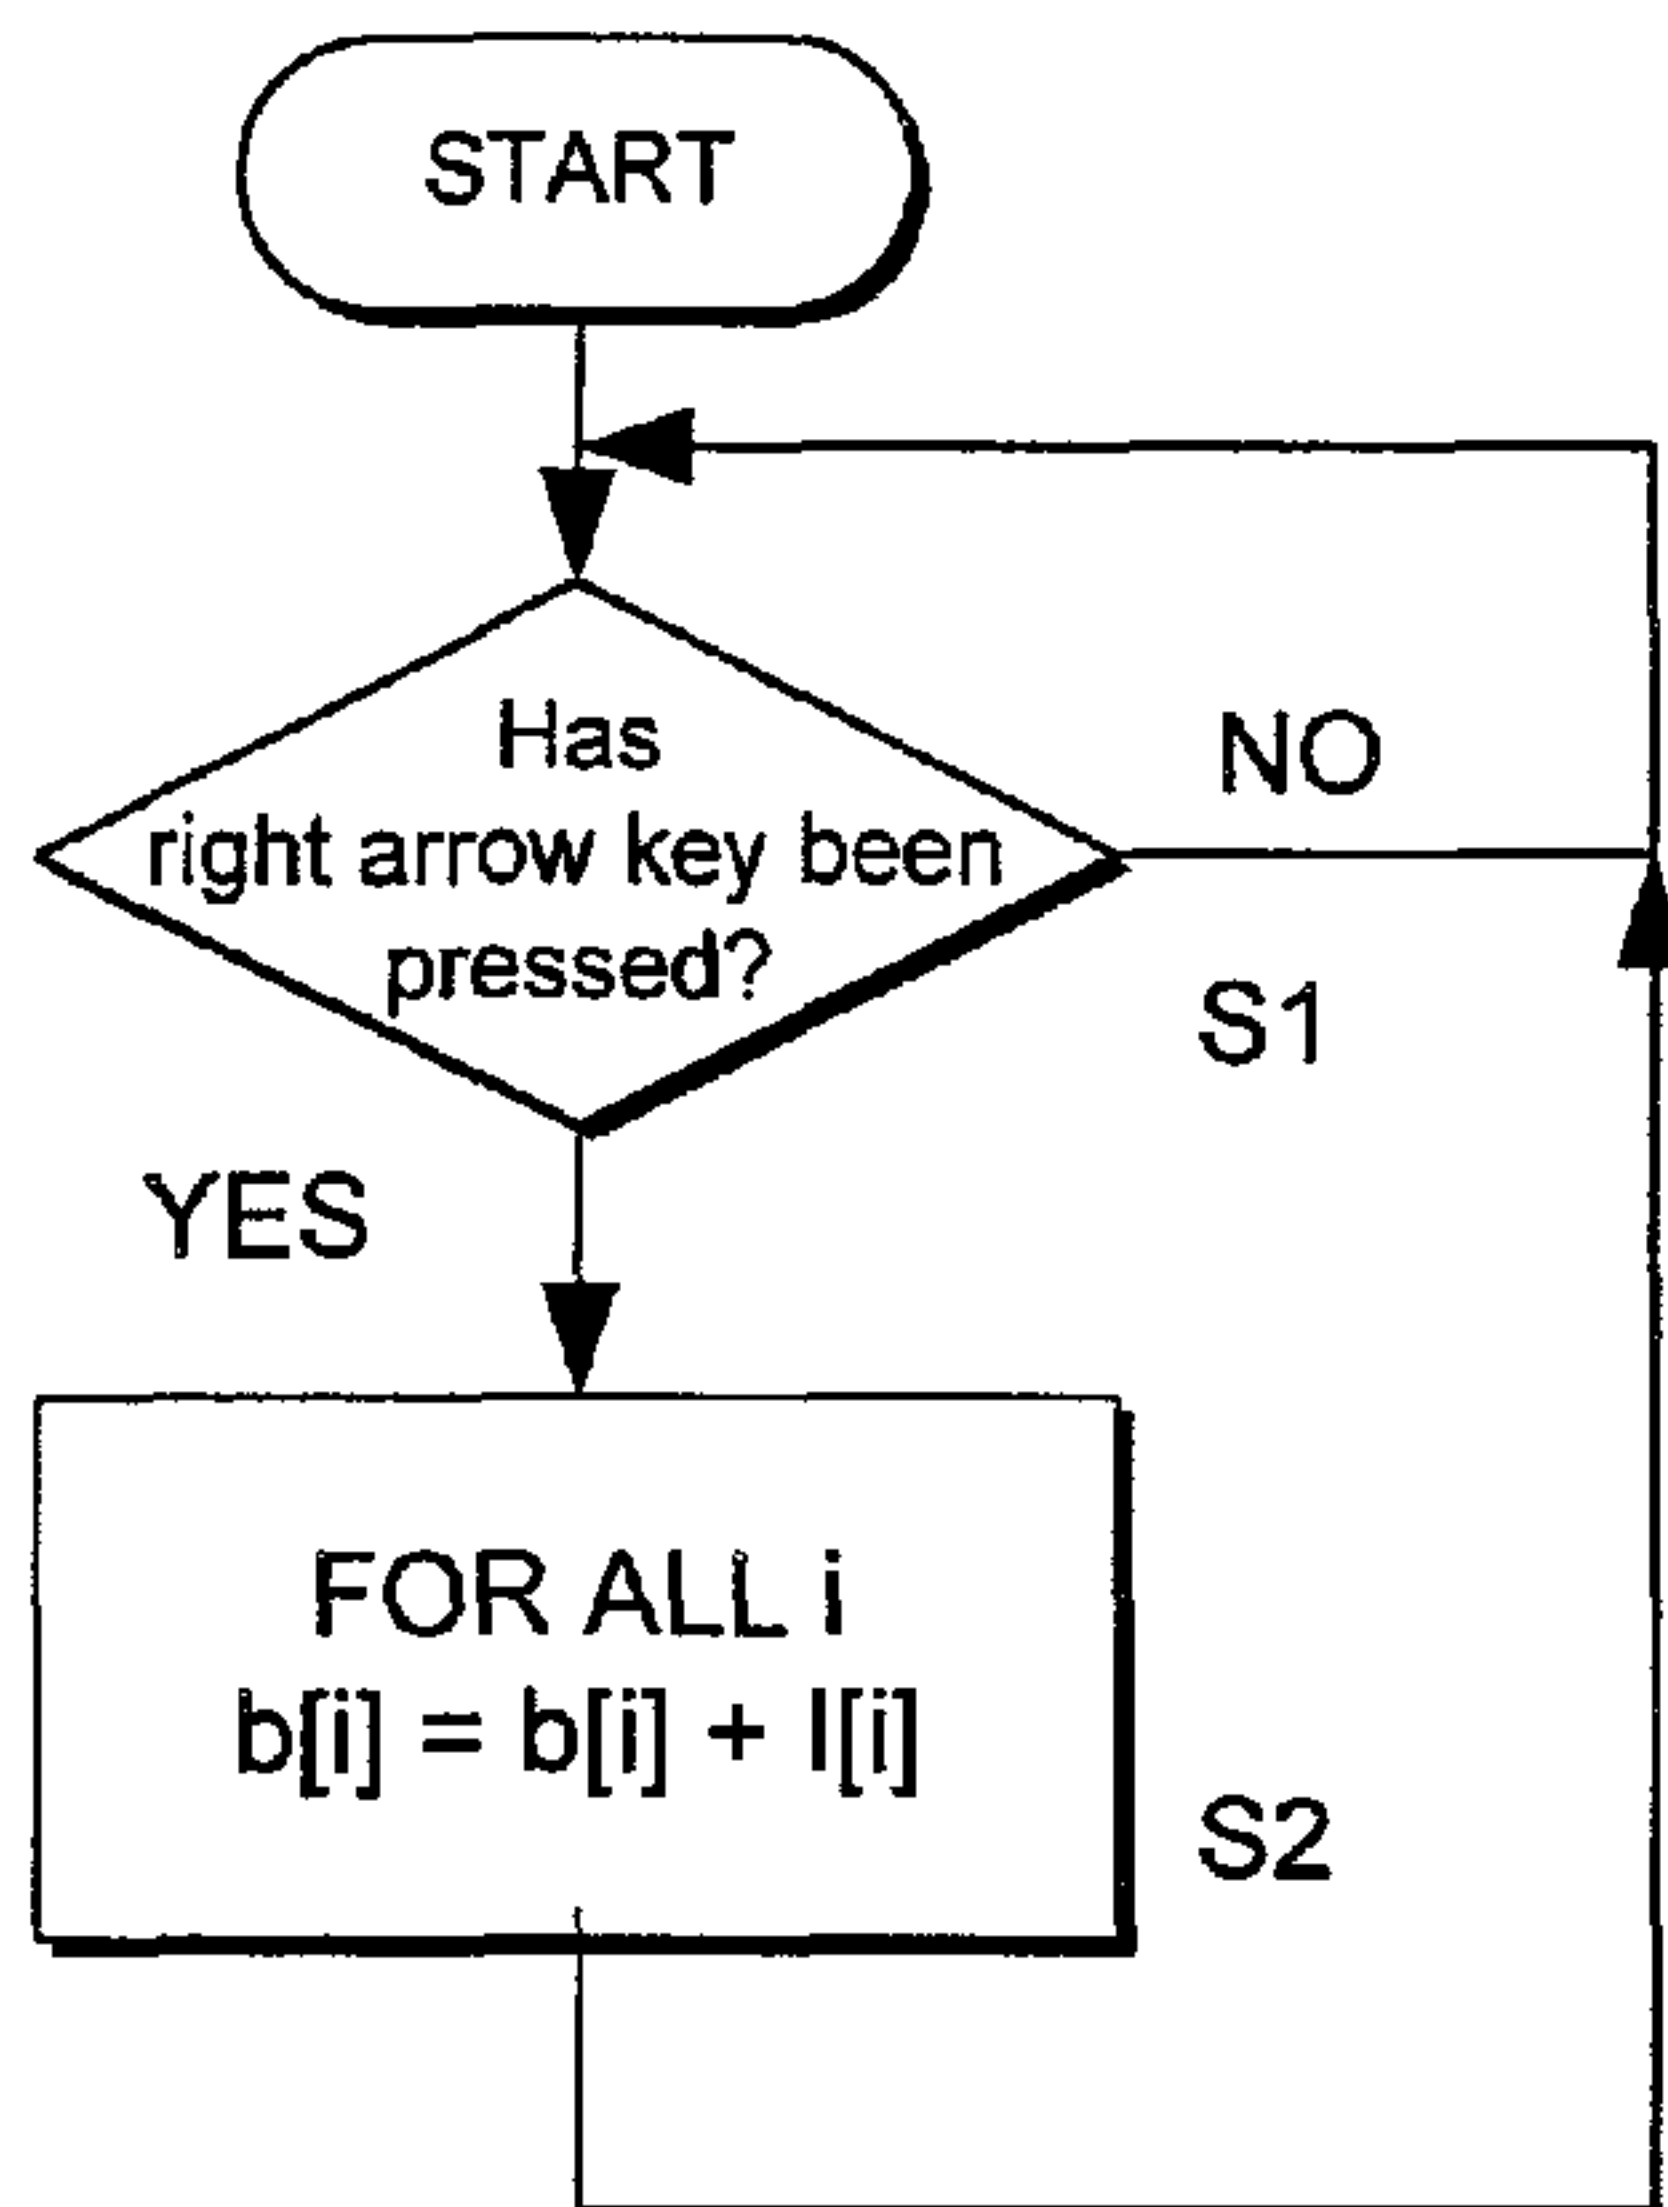 START
Has
right arrow key been
pressed?
NO
S1
YES
FOR ALL i
b[i] = b[i] + I[i]
S2